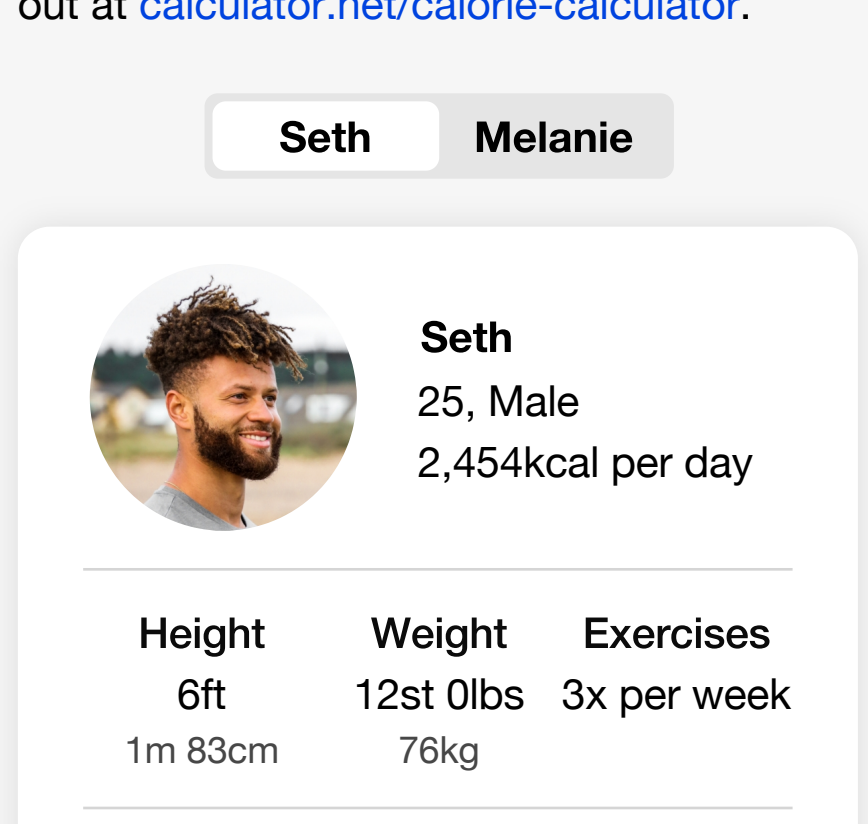 out at calculator.net/calorie-calculator.
Seth Melanie
Seth
25, Male
2,454kcal per day
Height Weight Exercises
6ft 12st 0lbs 3x per week
1m 83cm 76kg